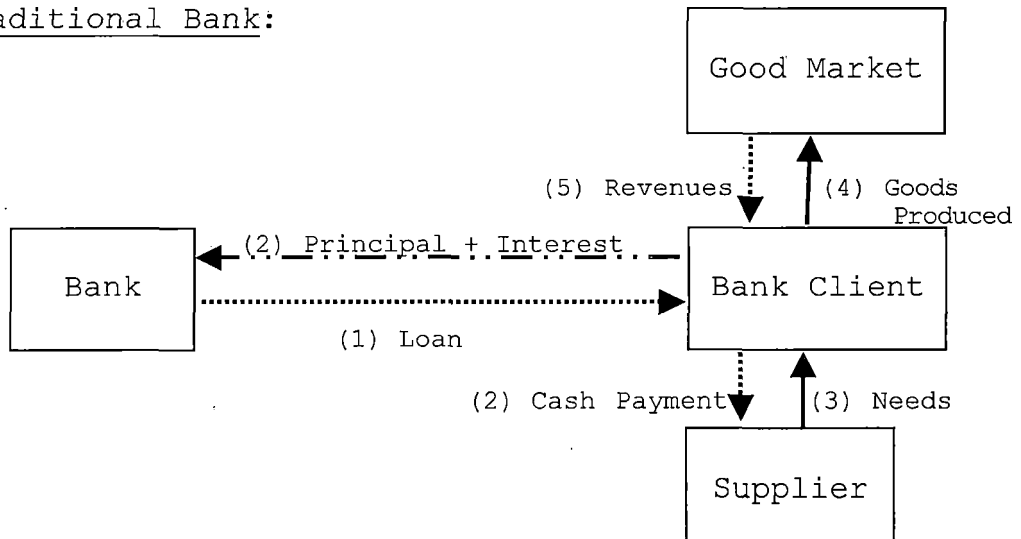 aditional Bank:
Good Market
(5) Revenues
(4) Goods
Produced
(2) Principal + Interest
Bank
Bank Client
(1) Loan
(2) Cash Payment
(3) Needs
Supplier